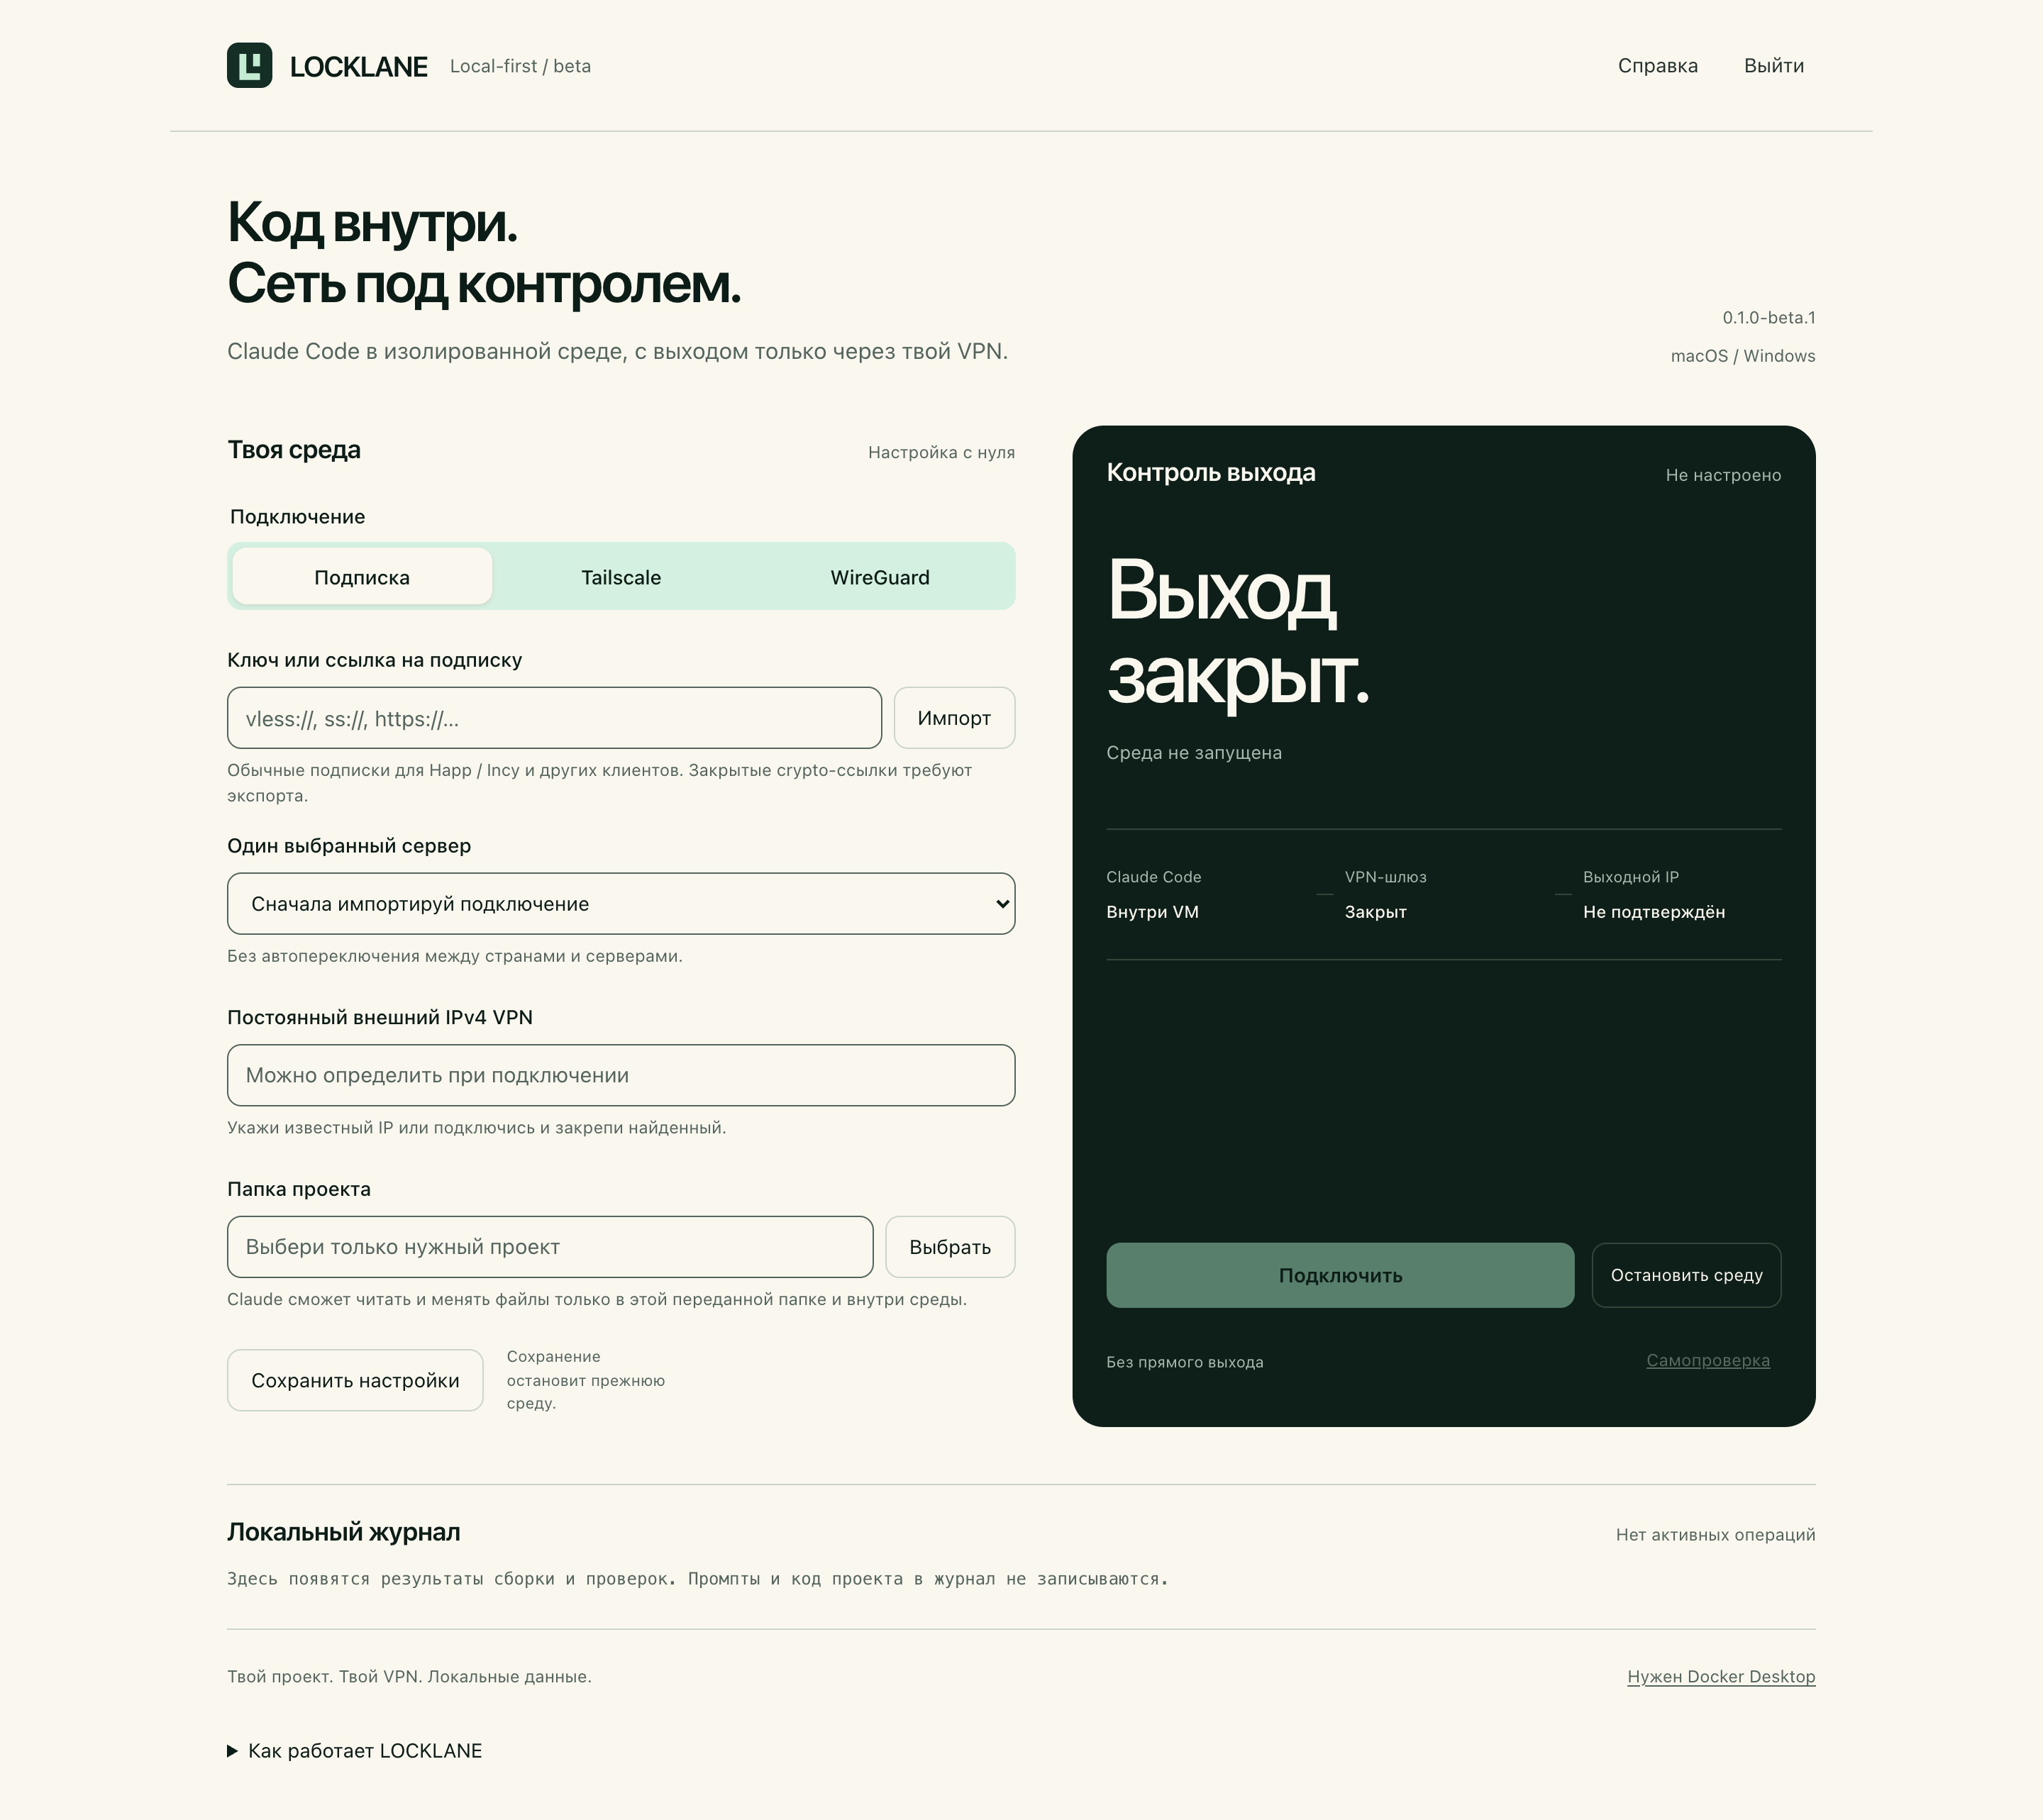 LOCKLANE
Local-first / beta
Справка
Выйти
Код внутри.
Сеть под контролем.
Claude Code в изолированной среде, с выходом только через твой VPN.
0.1.0-beta.1
macOS / Windows
Твоя среда
Настройка с нуля
Подключение
Подписка
Tailscale
WireGuard
Ключ или ссылка на подписку
vless://, ss://, https://...
Импорт
Обычные подписки для Happ / Incy и других клиентов. Закрытые crypto-ссылки требуют
экспорта.
Один выбранный сервер
Сначала импортируй подключение
Без автопереключения между странами и серверами.
Постоянный внешний IPv4 VPN
Можно определить при подключении
Укажи известный IP или подключись и закрепи найденный.
Папка проекта
Выбери только нужный проект
Выбрать
Claude сможет читать и менять файлы только в этой переданной папке и внутри среды.
Сохранить настройки
Сохранение
остановит прежнюю
среду.
Контроль выхода
Не настроено
Выход
закрыт.
Среда не запущена
Claude Code
Внутри VM
VPN-шлюз
Закрыт
Выходной IP
Не подтверждён
Подключить
Остановить среду
Без прямого выхода
Самопроверка
Локальный журнал
Нет активных операций
Здесь появятся результаты сборки и проверок. Промпты и код проекта в журнал не записываются.
Твой проект. Твой VPN. Локальные данные.
Нужен Docker Desktop
Как работает LOCKLANE